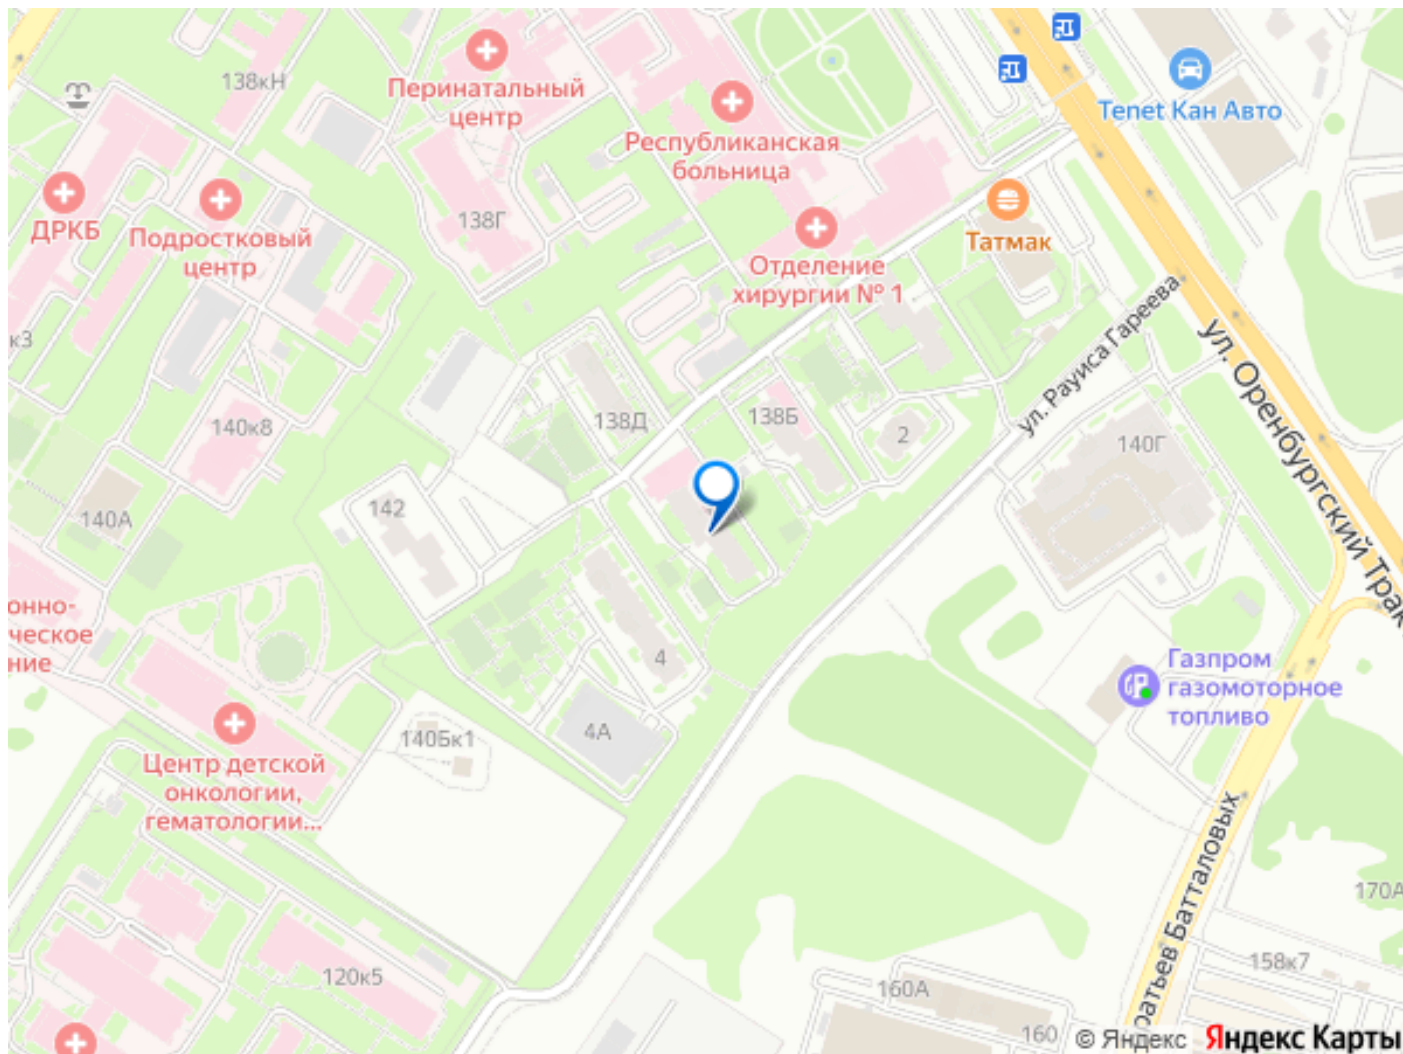 138кН
Перинатальный
центр
Tenet Кан Авто
Республиканская
больница
ДРКБ
Подростковый
центр
138Г
Татмак
Отделение
хирургии № 1
к3
ул. Рауиса Гареева
ул. Оренбургский Трак
138Д
138Б
140к8
2
140Г
142
140А
онно-
ческое
ние
4
Газпром
газомоторное
топливо
4А
140Бк1
Центр детской
онкологии,
гематологии...
ратьев Батталовых
170А
120к5
158к7
160А
160
© Яндекс Яндекс Карты